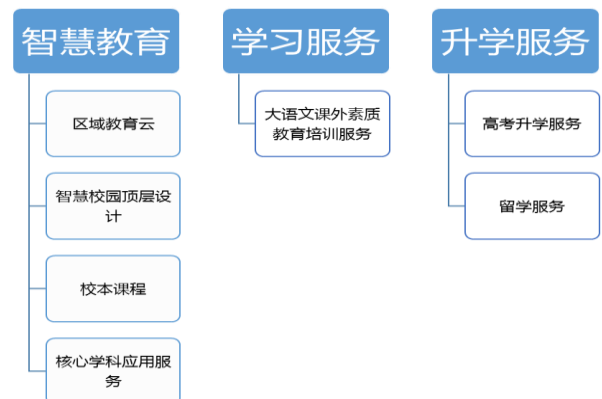 智慧教育
区域教育云
智慧校园顶层设
计
校本课程
核心学科应用服
务
学习服务
大语文课外素质
教育培训服务
升学服务
高考升学服务
留学服务